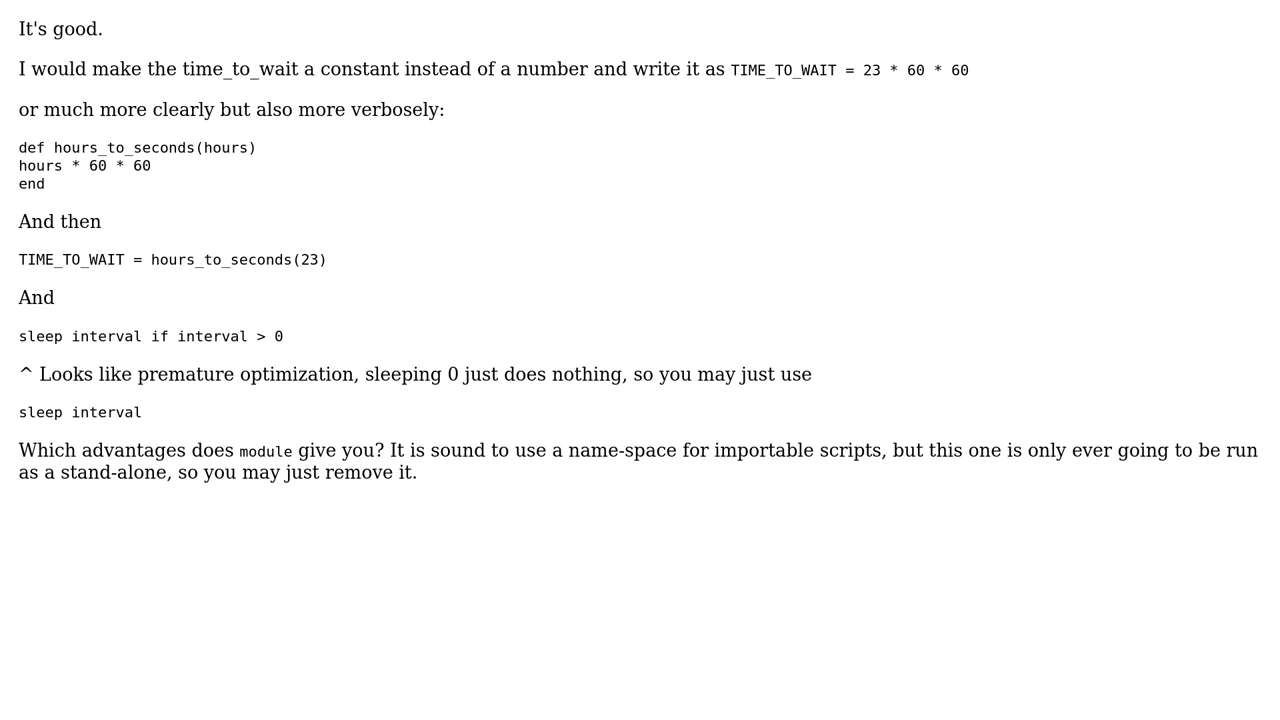 It's good.
I would make the time_to_wait a constant instead of a number and write it as TIME_TO_WAIT = 23 * 60 * 60
or much more clearly but also more verbosely:
def hours_to_seconds(hours)
hours * 60 * 60
end
And then
TIME_TO_WAIT = hours_to_seconds(23)
And
sleep interval if interval > 0
^ Looks like premature optimization, sleeping 0 just does nothing, so you may just use
sleep interval
Which advantages does module give you? It is sound to use a name-space for importable scripts, but this one is only ever going to be run
as a stand-alone, so you may just remove it.